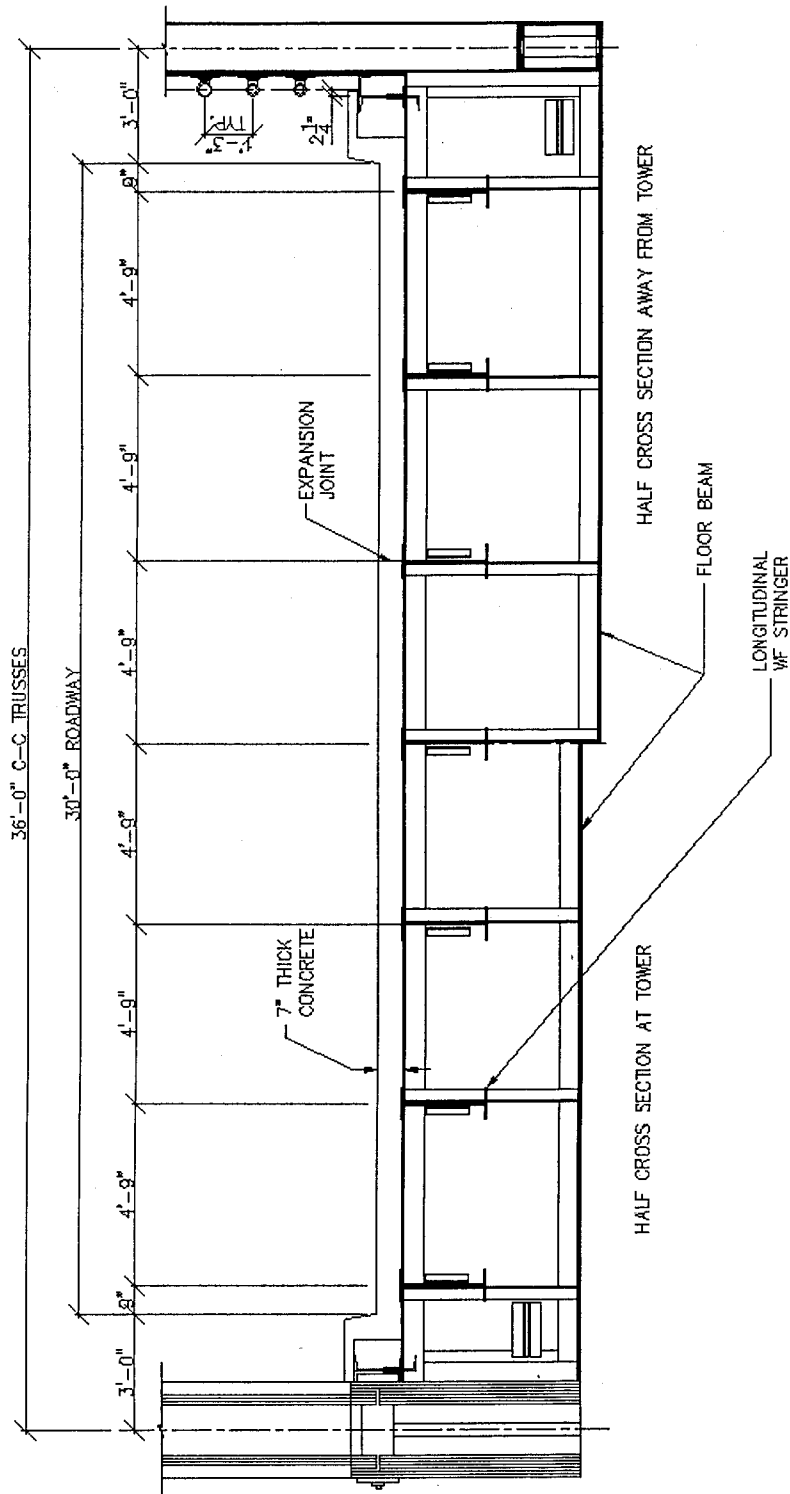 36'-0" C-C TRUSSES
30'-0" ROADWAY
3'-0"
9"
4'-9"
4'-9"
4'-9"
4'-9"
4'-9"
4'-9"
9"
3'-0"
7" THICK
CONCRETE
EXPANSION
JOINT
1'-3"
TYP.
2 1/4"
HALF CROSS SECTION AT TOWER
HALF CROSS SECTION AWAY FROM TOWER
FLOOR BEAM
LONGITUDINAL
WF STRINGER